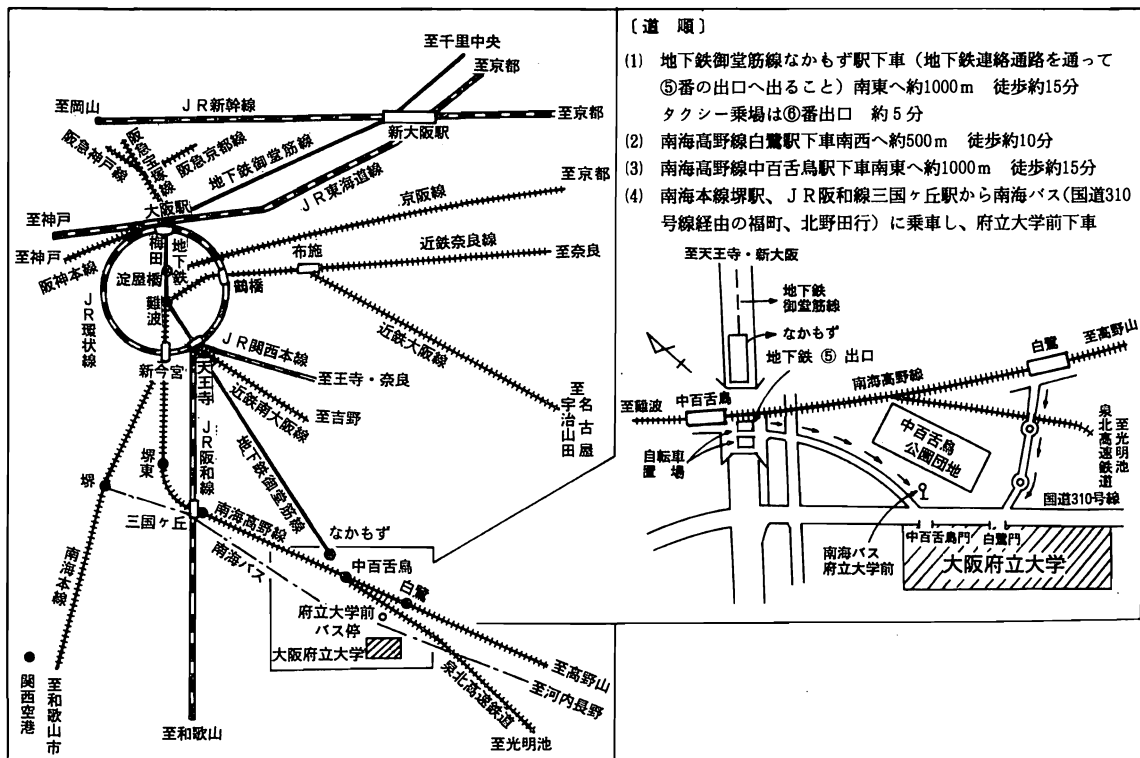 至千里中央
至京都
至岡山
JR新幹線
至京都
新大阪駅
阪急神戸線
阪急宝塚線
阪急京都線
地下鉄御堂筋線
JR東海道線
京阪線
至京都
至神戸
大阪駅
至神戸
阪神本線
梅田
地下鉄
淀屋橋
難波
鶴橋
布施
近鉄奈良線
至奈良
JR環状線
近鉄大阪線
新今宮
天王寺
JR関西本線
至王寺・奈良
近鉄南大阪線
至吉野
至名古屋
宇治山田
堺東
JR阪和線
地下鉄御堂筋線
堺
三国ヶ丘
南海高野線
なかもず
中百舌鳥
南海本線
南海バス
白鷺
府立大学前
バス停
大阪府立大学
関西空港
至和歌山市
至和歌山
泉北高速鉄道
至高野山
至河内長野
至光明池
〔道 順〕
(1) 地下鉄御堂筋線なかもず駅下車（地下鉄連絡通路を通って
⑤番の出口へ出ること）南東へ約1000m 徒歩約15分
タクシー乗場は⑥番出口 約5分
(2) 南海高野線白鷺駅下車南西へ約500m 徒歩約10分
(3) 南海高野線中百舌鳥駅下車南東へ約1000m 徒歩約15分
(4) 南海本線堺駅、JR阪和線三国ヶ丘駅から南海バス(国道310
号線経由の福町、北野田行）に乗車し、府立大学前下車
至天王寺・新大阪
地下鉄
御堂筋線
なかもず
地下鉄 ⑤ 出口
白鷺
至高野山
南海高野線
至難波
中百舌鳥
自転車
置場
中百舌鳥
公園団地
至光明池
泉北高速鉄道
国道310号線
中百舌鳥門
白鷺門
南海バス
府立大学前
大阪府立大学